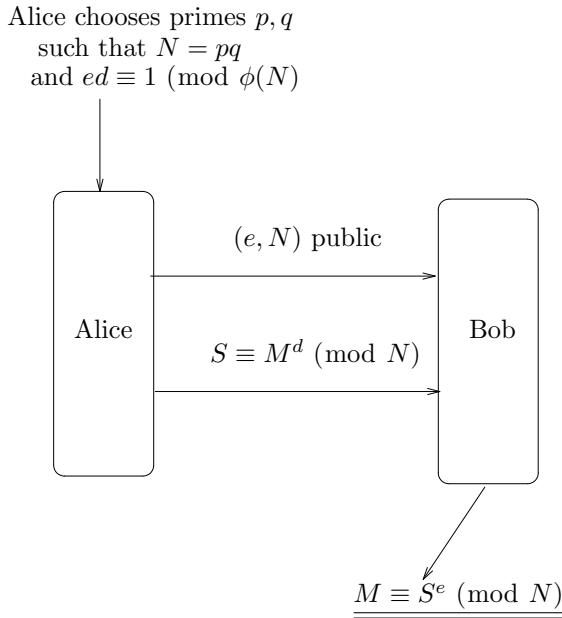 Alice chooses primes p, q
such that N = pq
and ed ≡ 1 (mod ϕ(N)
(e, N) public
Alice
Bob
S ≡ M^d (mod N)
M ≡ S^e (mod N)